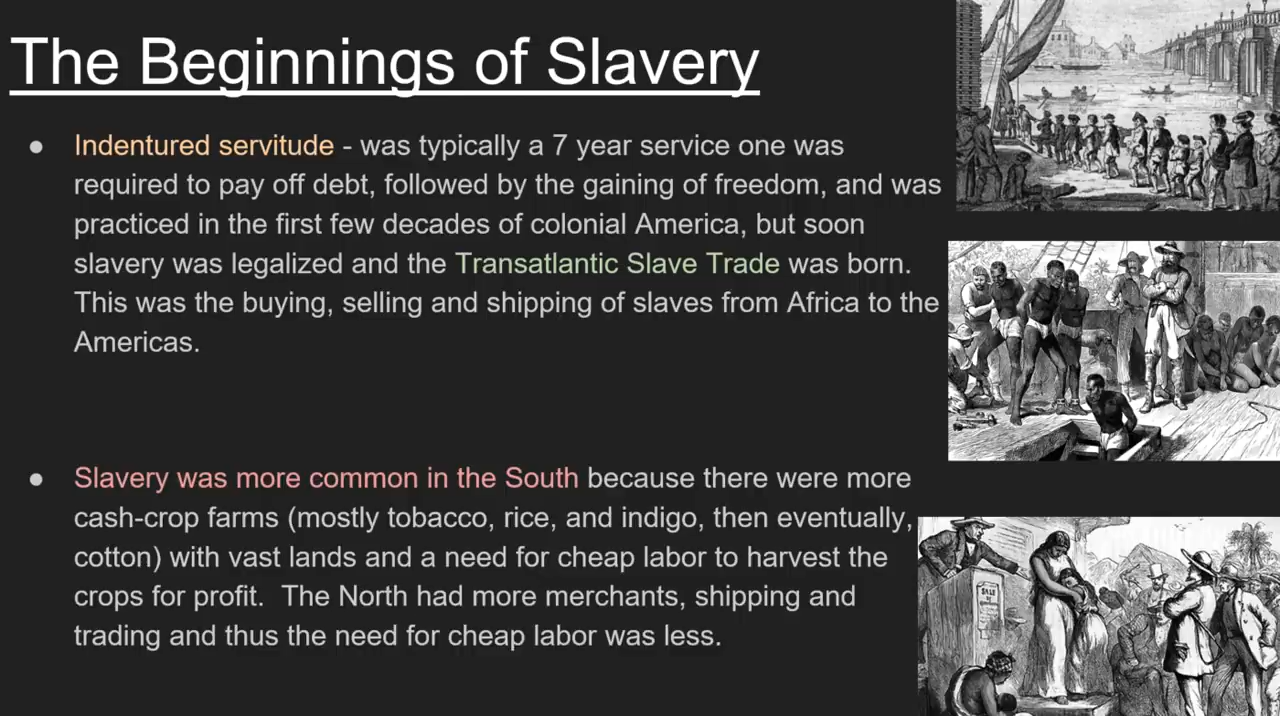 The Beginnings of Slavery
● Indentured servitude - was typically a 7 year service one was
required to pay off debt, followed by the gaining of freedom, and was
practiced in the first few decades of colonial America, but soon
slavery was legalized and the Transatlantic Slave Trade was born.
This was the buying, selling and shipping of slaves from Africa to the
Americas.
● Slavery was more common in the South because there were more
cash-crop farms (mostly tobacco, rice, and indigo, then eventually,
cotton) with vast lands and a need for cheap labor to harvest the
crops for profit.  The North had more merchants, shipping and
trading and thus the need for cheap labor was less.
SALE